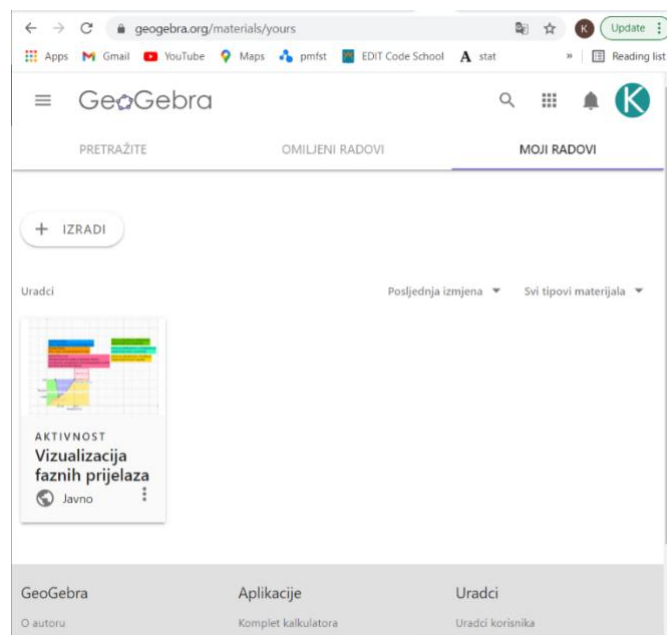 geogebra.org/materials/yours
K
Update
Apps Gmail YouTube Maps pmfst EDIT Code School A stat » Reading list
GeoGebra
K
PRETRAŽITE OMILJENI RADOVI MOJI RADOVI
+ IZRADI
Uradci Posljednja izmjena Svi tipovi materijala
AKTIVNOST
Vizualizacija
faznih prijelaza
Javno
GeoGebra Aplikacije Uradci
O autoru Komplet kalkulatora Uradci korisnika